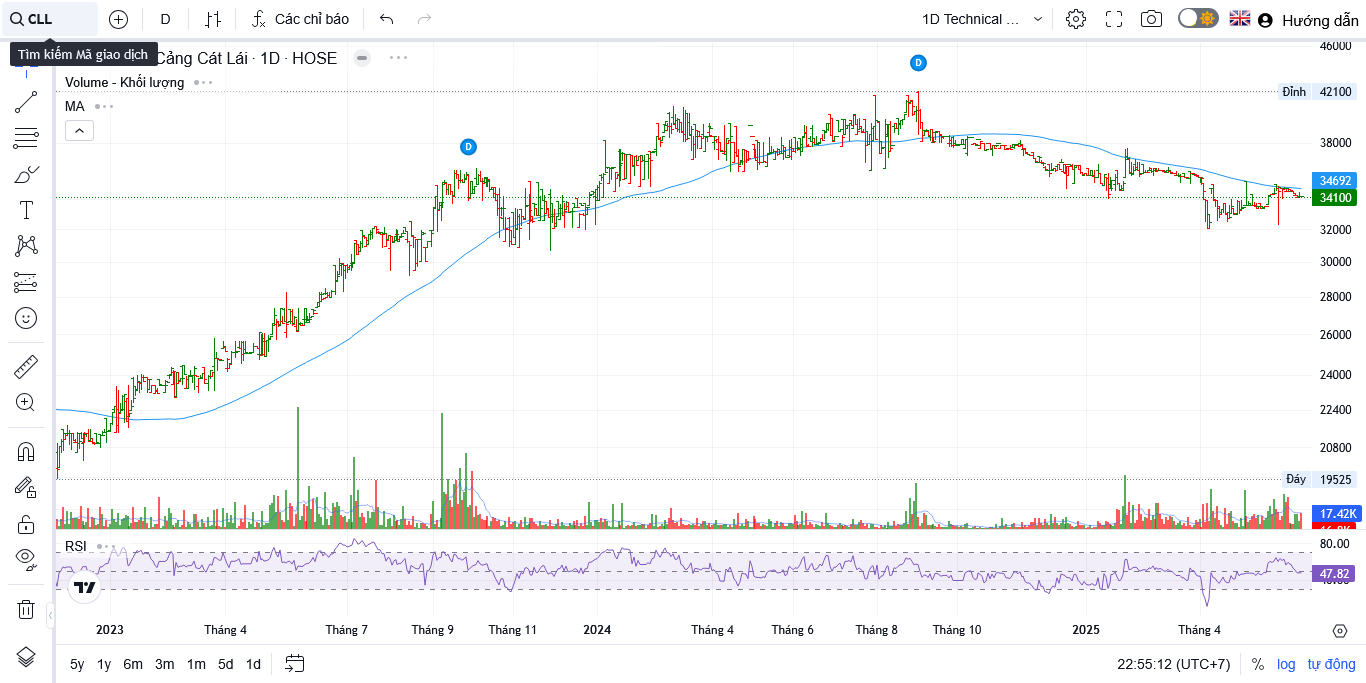 CLL
D
Các chỉ báo
1D Technical ...
Hướng dẫn
Tìm kiếm Mã giao dịch
Cảng Cát Lái · 1D · HOSE
Volume - Khối lượng
MA
D
D
46000
Đỉnh 42100
38000
34692
34100
32000
30000
28000
26000
24000
22400
20800
Đáy 19525
17.42K
RSI
80.00
47.82
2023
Tháng 4
Tháng 7
Tháng 9
Tháng 11
2024
Tháng 4
Tháng 6
Tháng 8
Tháng 10
2025
Tháng 4
5y 1y 6m 3m 1m 5d 1d
22:55:12 (UTC+7)
% log tự động